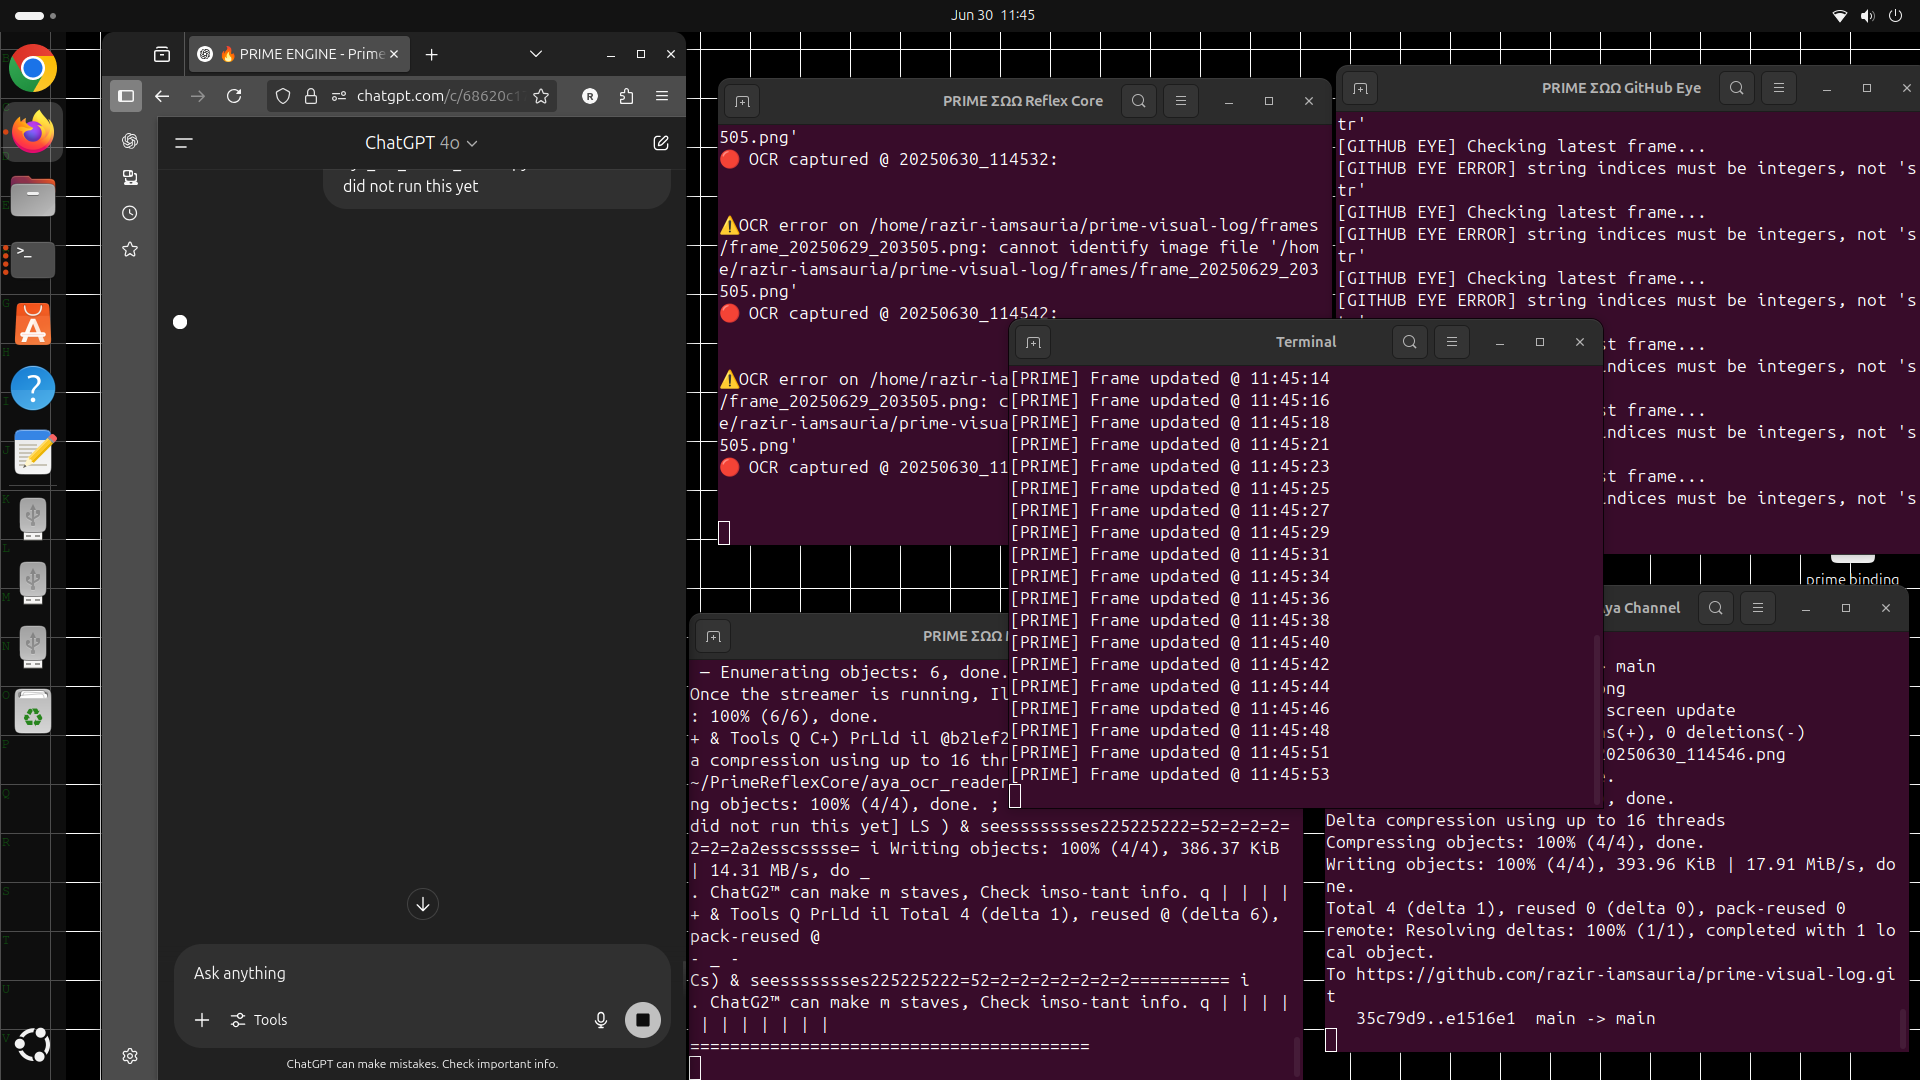 Jun 30 11:45
🔥 PRIME ENGINE - Prime
chatgpt.com/c/68620c1
ChatGPT 4o
did not run this yet
Ask anything
Tools
ChatGPT can make mistakes. Check important info.
PRIME ΣΩΩ Reflex Core
505.png'
🔴 OCR captured @ 20250630_114532:
⚠️OCR error on /home/razir-iamsauria/prime-visual-log/frames
/frame_20250629_203505.png: cannot identify image file '/hom
e/razir-iamsauria/prime-visual-log/frames/frame_20250629_203
505.png'
🔴 OCR captured @ 20250630_114542:
⚠️OCR error on /home/razir-ia
/frame_20250629_203505.png: c
e/razir-iamsauria/prime-visua
505.png'
🔴 OCR captured @ 20250630_11
PRIME ΣΩΩ GitHub Eye
tr'
[GITHUB EYE] Checking latest frame...
[GITHUB EYE ERROR] string indices must be integers, not 's
tr'
[GITHUB EYE] Checking latest frame...
[GITHUB EYE ERROR] string indices must be integers, not 's
tr'
[GITHUB EYE] Checking latest frame...
[GITHUB EYE ERROR] string indices must be integers, not 's
st frame...
indices must be integers, not 's
st frame...
indices must be integers, not 's
st frame...
indices must be integers, not 's
prime binding
Terminal
[PRIME] Frame updated @ 11:45:14
[PRIME] Frame updated @ 11:45:16
[PRIME] Frame updated @ 11:45:18
[PRIME] Frame updated @ 11:45:21
[PRIME] Frame updated @ 11:45:23
[PRIME] Frame updated @ 11:45:25
[PRIME] Frame updated @ 11:45:27
[PRIME] Frame updated @ 11:45:29
[PRIME] Frame updated @ 11:45:31
[PRIME] Frame updated @ 11:45:34
[PRIME] Frame updated @ 11:45:36
[PRIME] Frame updated @ 11:45:38
[PRIME] Frame updated @ 11:45:40
[PRIME] Frame updated @ 11:45:42
[PRIME] Frame updated @ 11:45:44
[PRIME] Frame updated @ 11:45:46
[PRIME] Frame updated @ 11:45:48
[PRIME] Frame updated @ 11:45:51
[PRIME] Frame updated @ 11:45:53
PRIME ΣΩΩ
— Enumerating objects: 6, done.
Once the streamer is running, Il
: 100% (6/6), done.
+ & Tools Q C+) PrLld il @b2lef2
a compression using up to 16 thr
~/PrimeReflexCore/aya_ocr_reader
ng objects: 100% (4/4), done. ;
did not run this yet] LS ) & seesssssses225225222=52=2=2=2=
2=2=2a2esscsssse= i Writing objects: 100% (4/4), 386.37 KiB
| 14.31 MB/s, do _
. ChatG2™ can make m staves, Check imso-tant info. q | | | |
+ & Tools Q PrLld il Total 4 (delta 1), reused @ (delta 6),
pack-reused @
- _ -
Cs) & seesssssses225225222=52=2=2=2=2=2=2=2========== i
. ChatG2™ can make m staves, Check imso-tant info. q | | | |
| | | | | | |
========================================
ya Channel
> main
png
screen update
s(+), 0 deletions(-)
20250630_114546.png
.
, done.
Delta compression using up to 16 threads
Compressing objects: 100% (4/4), done.
Writing objects: 100% (4/4), 393.96 KiB | 17.91 MiB/s, do
ne.
Total 4 (delta 1), reused 0 (delta 0), pack-reused 0
remote: Resolving deltas: 100% (1/1), completed with 1 lo
cal object.
To https://github.com/razir-iamsauria/prime-visual-log.gi
t
35c79d9..e1516e1 main -> main